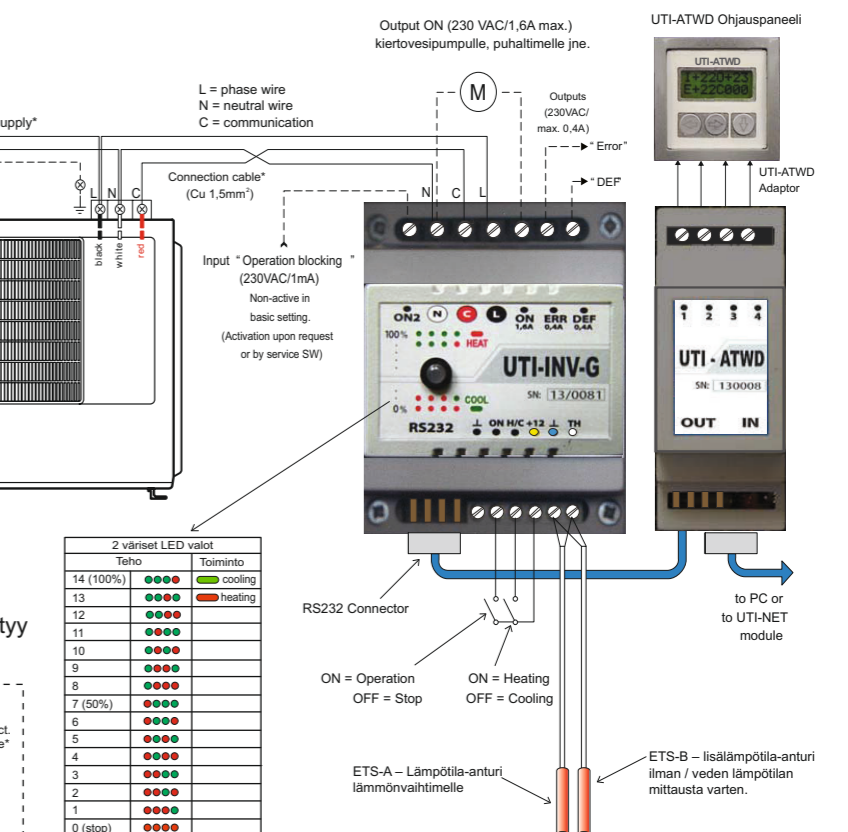 Output ON (230 VAC/1,6A max.)
kiertovesipumpulle, puhaltimelle jne.
UTI-ATWD Ohjauspaneeli
UTI-ATWD
I+22O+23
E+22C000
L = phase wire
N = neutral wire
C = communication
upply*
M
Outputs
(230VAC/
max. 0,4A)
"Error"
"DEF"
Connection cable*
(Cu 1,5mm²)
L N C
N C L
UTI-ATWD
Adaptor
black
white
red
Input "Operation blocking"
(230VAC/1mA)
Non-active in
basic setting.
(Activation upon request
or by service SW)
ON2 N C L ON ERR DEF
1,6A 0,4A 0,4A
100%
HEAT
UTI-INV-G
SN: 13/0081
COOL
0%
RS232 ⊥ ON H/C +12 ⊥ TH
1 2 3 4
UTI - ATWD
SN: 130008
OUT IN
2 väriset LED valot
Teho Toiminto
14 (100%) cooling
13 heating
12
11
10
9
8
7 (50%)
6
5
4
3
2
1
0 (stop)
tyy
ct.
e*
RS232 Connector
to PC or
to UTI-NET
module
ON = Operation
OFF = Stop
ON = Heating
OFF = Cooling
ETS-A – Lämpötila-anturi
lämmönvaihtimelle
ETS-B – lisälämpötila-anturi
ilman / veden lämpötilan
mittausta varten.